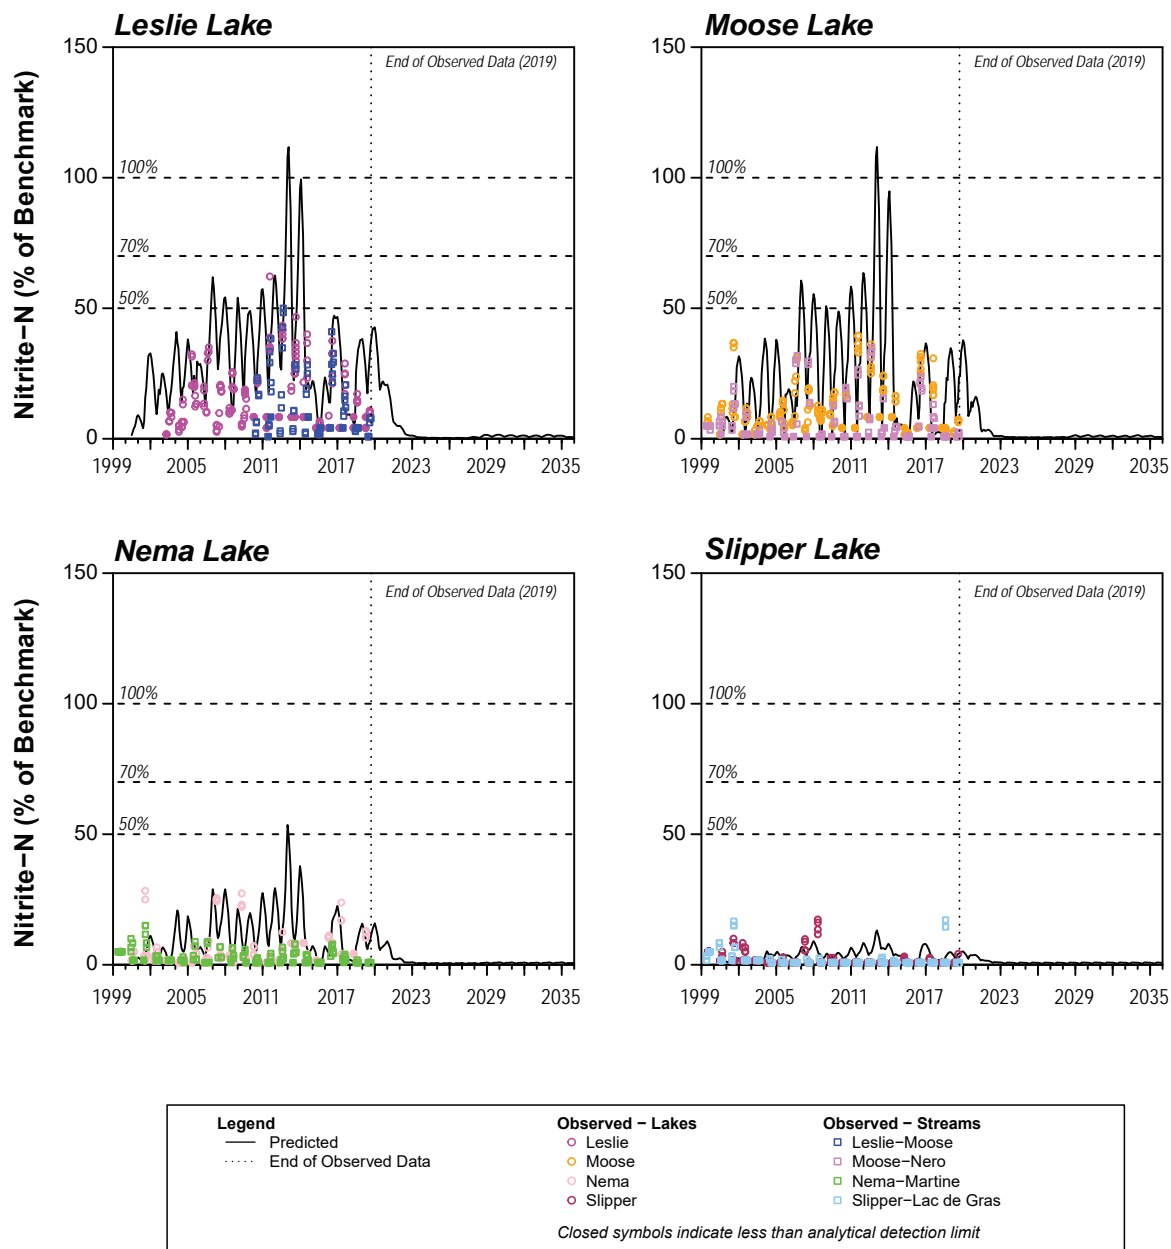 Leslie Lake
Moose Lake
Nitrite−N (% of Benchmark)
150
100
50
0
End of Observed Data (2019)
100%
70%
50%
1999 2005 2011 2017 2023 2029 2035
150
100
50
0
End of Observed Data (2019)
100%
70%
50%
1999 2005 2011 2017 2023 2029 2035
Nema Lake
Slipper Lake
Nitrite−N (% of Benchmark)
150
100
50
0
End of Observed Data (2019)
100%
70%
50%
1999 2005 2011 2017 2023 2029 2035
150
100
50
0
End of Observed Data (2019)
100%
70%
50%
1999 2005 2011 2017 2023 2029 2035
Legend
Predicted
End of Observed Data
Observed − Lakes
Leslie
Moose
Nema
Slipper
Observed − Streams
Leslie−Moose
Moose−Nero
Nema−Martine
Slipper−Lac de Gras
Closed symbols indicate less than analytical detection limit